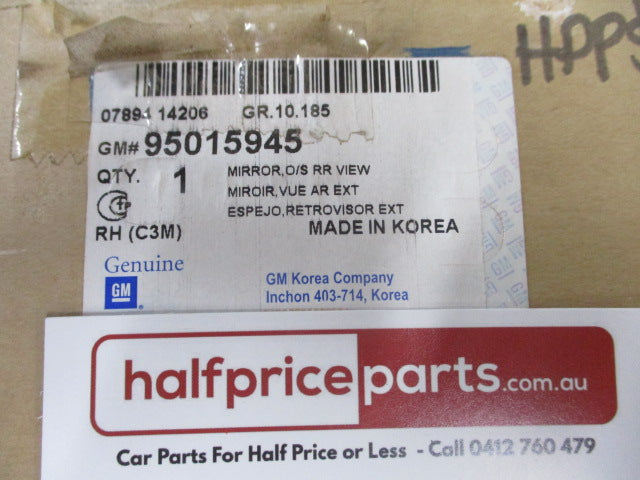 HPPS
07891 14206 GR.10.185
GM# 95015945
QTY. 1 MIRROR,O/S RR VIEW
MIROIR,VUE AR EXT
ESPEJO,RETROVISOR EXT
RH (C3M) MADE IN KOREA
Genuine
GM
GM Korea Company
Inchon 403-714, Korea
halfpriceparts.com.au
Car Parts For Half Price or Less - Call 0412 760 479